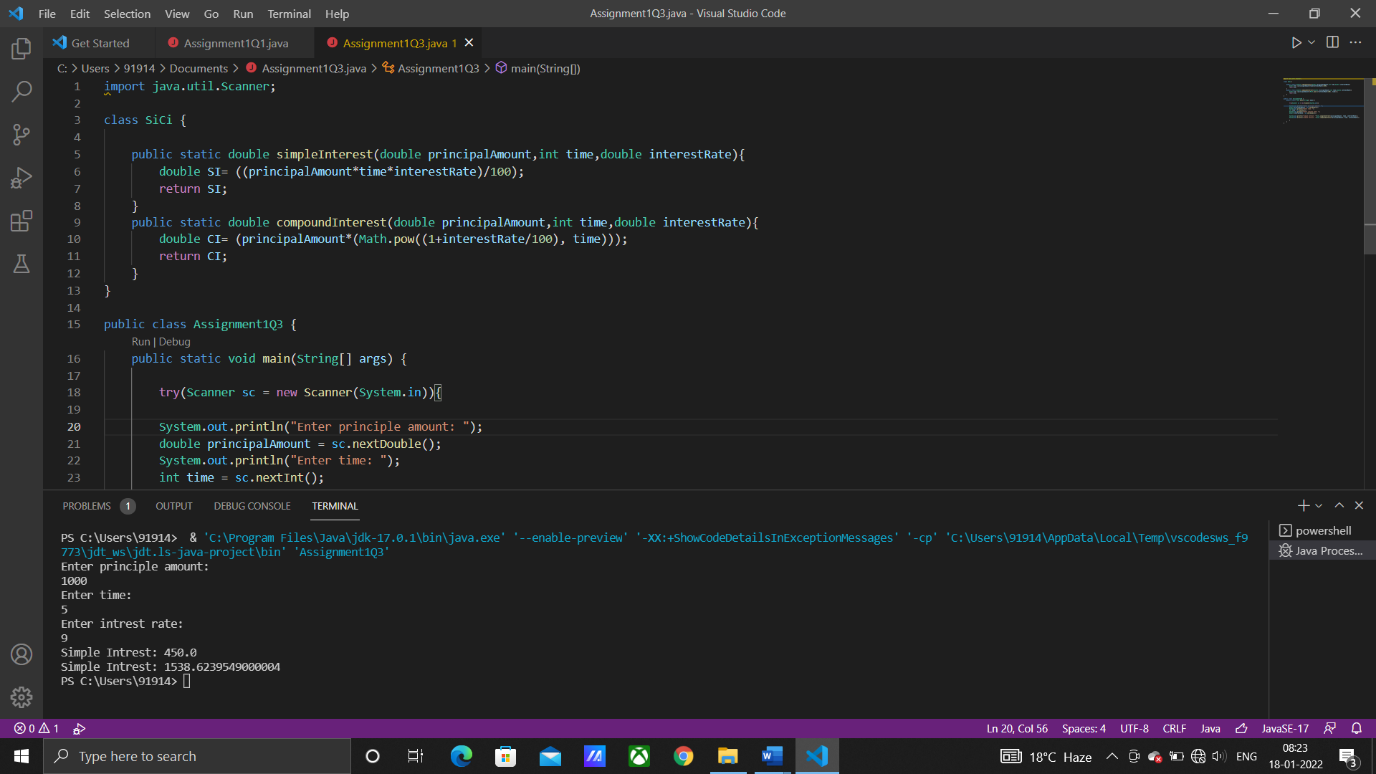 File Edit Selection View Go Run Terminal Help Assignment1Q3.java - Visual Studio Code
Get Started Assignment1Q1.java Assignment1Q3.java 1
C: > Users > 91914 > Documents > Assignment1Q3.java > Assignment1Q3 > main(String[])
1 import java.util.Scanner;
2
3 class SiCi {
4
5 public static double simpleInterest(double principalAmount,int time,double interestRate){
6 double SI= ((principalAmount*time*interestRate)/100);
7 return SI;
8 }
9 public static double compoundInterest(double principalAmount,int time,double interestRate){
10 double CI= (principalAmount*(Math.pow((1+interestRate/100), time)));
11 return CI;
12 }
13 }
14
15 public class Assignment1Q3 {
Run | Debug
16 public static void main(String[] args) {
17
18 try(Scanner sc = new Scanner(System.in)){
19
20 System.out.println("Enter principle amount: ");
21 double principalAmount = sc.nextDouble();
22 System.out.println("Enter time: ");
23 int time = sc.nextInt();
PROBLEMS 1 OUTPUT DEBUG CONSOLE TERMINAL
powershell
Java Proces...
PS C:\Users\91914> & 'C:\Program Files\Java\jdk-17.0.1\bin\java.exe' '--enable-preview' '-XX:+ShowCodeDetailsInExceptionMessages' '-cp' 'C:\Users\91914\AppData\Local\Temp\vscodesws_f9
773\jdt_ws\jdt.ls-java-project\bin' 'Assignment1Q3'
Enter principle amount:
1000
Enter time:
5
Enter intrest rate:
9
Simple Intrest: 450.0
Simple Intrest: 1538.6239549000004
PS C:\Users\91914>
0 1 Ln 20, Col 56 Spaces: 4 UTF-8 CRLF Java JavaSE-17
Type here to search 18°C Haze ENG 08:23
18-01-2022 3